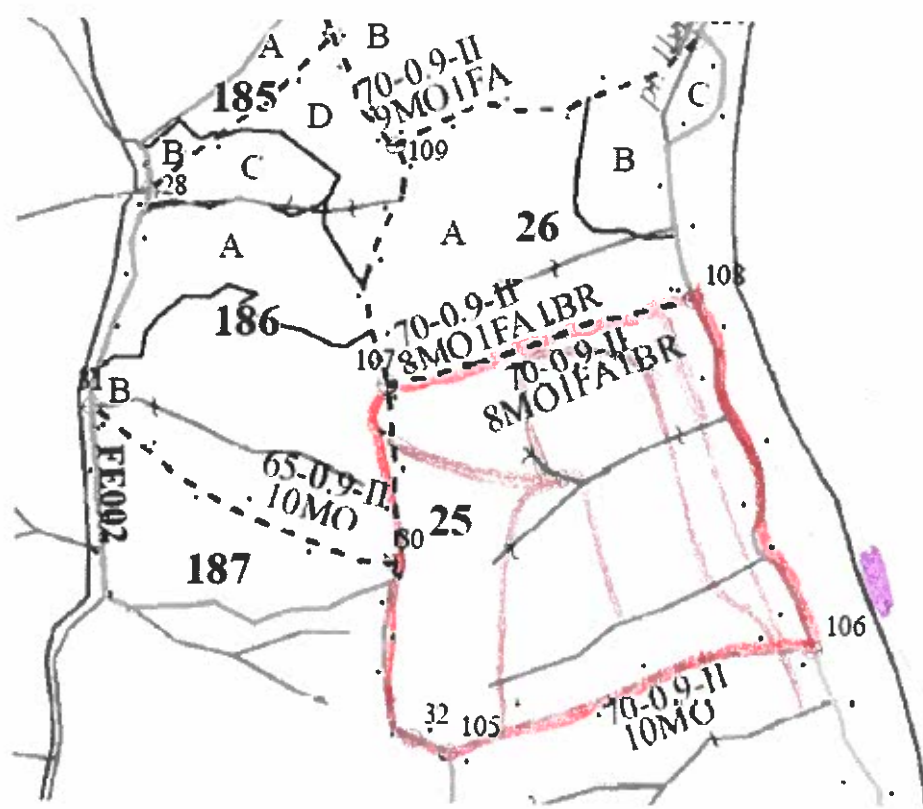 A
B
185
D
70-0.9-II
9MO1FA
C
109
B
C
28
B
A
A
26
108
70-0.9-II
8MO1FA1BR
70-0.9-II
8MO1FA1BR
186
107
B
65-0.9-II
10MO
FE002
25
80
187
106
70-0.9-II
10MO
32
105